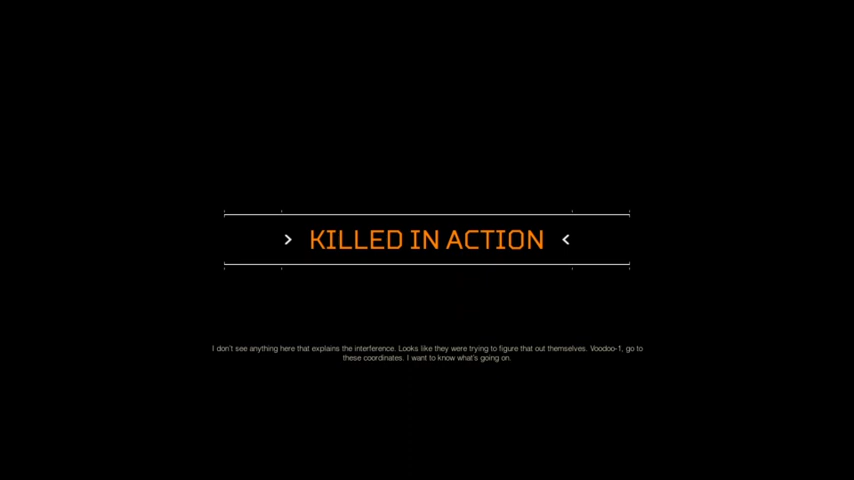 > KILLED IN ACTION <
I don't see anything here that explains the interference. Looks like they were trying to figure that out themselves. Voodoo-1, go to
these coordinates. I want to know what's going on.